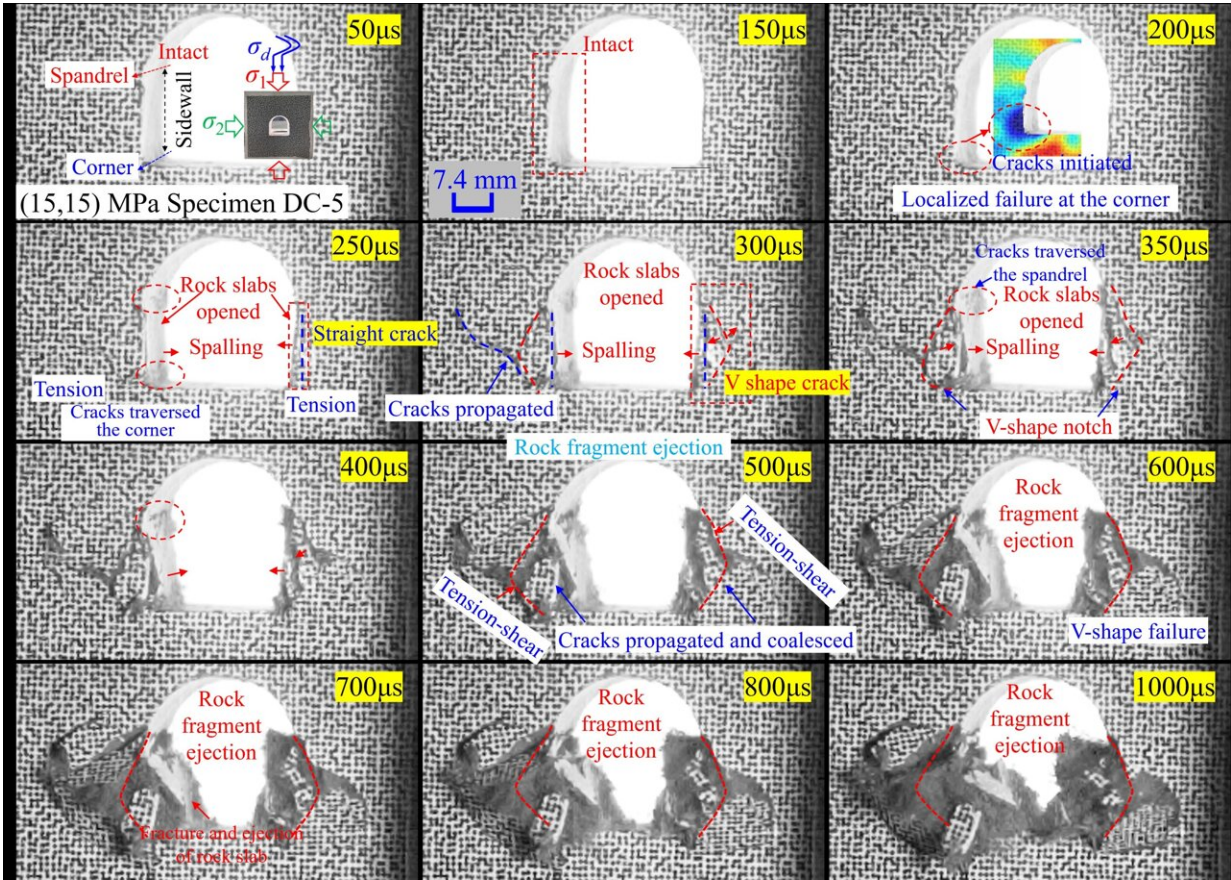 50μs
σd
Intact
σ1
Spandrel
Sidewall
σ2
Corner
(15,15) MPa Specimen DC-5
150μs
Intact
7.4 mm
200μs
Cracks initiated
Localized failure at the corner
250μs
Rock slabs
opened
Straight crack
Spalling
Tension
Tension
Cracks traversed
the corner
300μs
Rock slabs
opened
Spalling
V shape crack
Cracks propagated
350μs
Cracks traversed
the spandrel
Rock slabs
opened
Spalling
V-shape notch
400μs
Rock fragment ejection
500μs
Tension-shear
Tension-shear
Cracks propagated and coalesced
600μs
Rock
fragment
ejection
V-shape failure
700μs
Rock
fragment
ejection
Fracture and ejection
of rock slab
800μs
Rock
fragment
ejection
1000μs
Rock
fragment
ejection